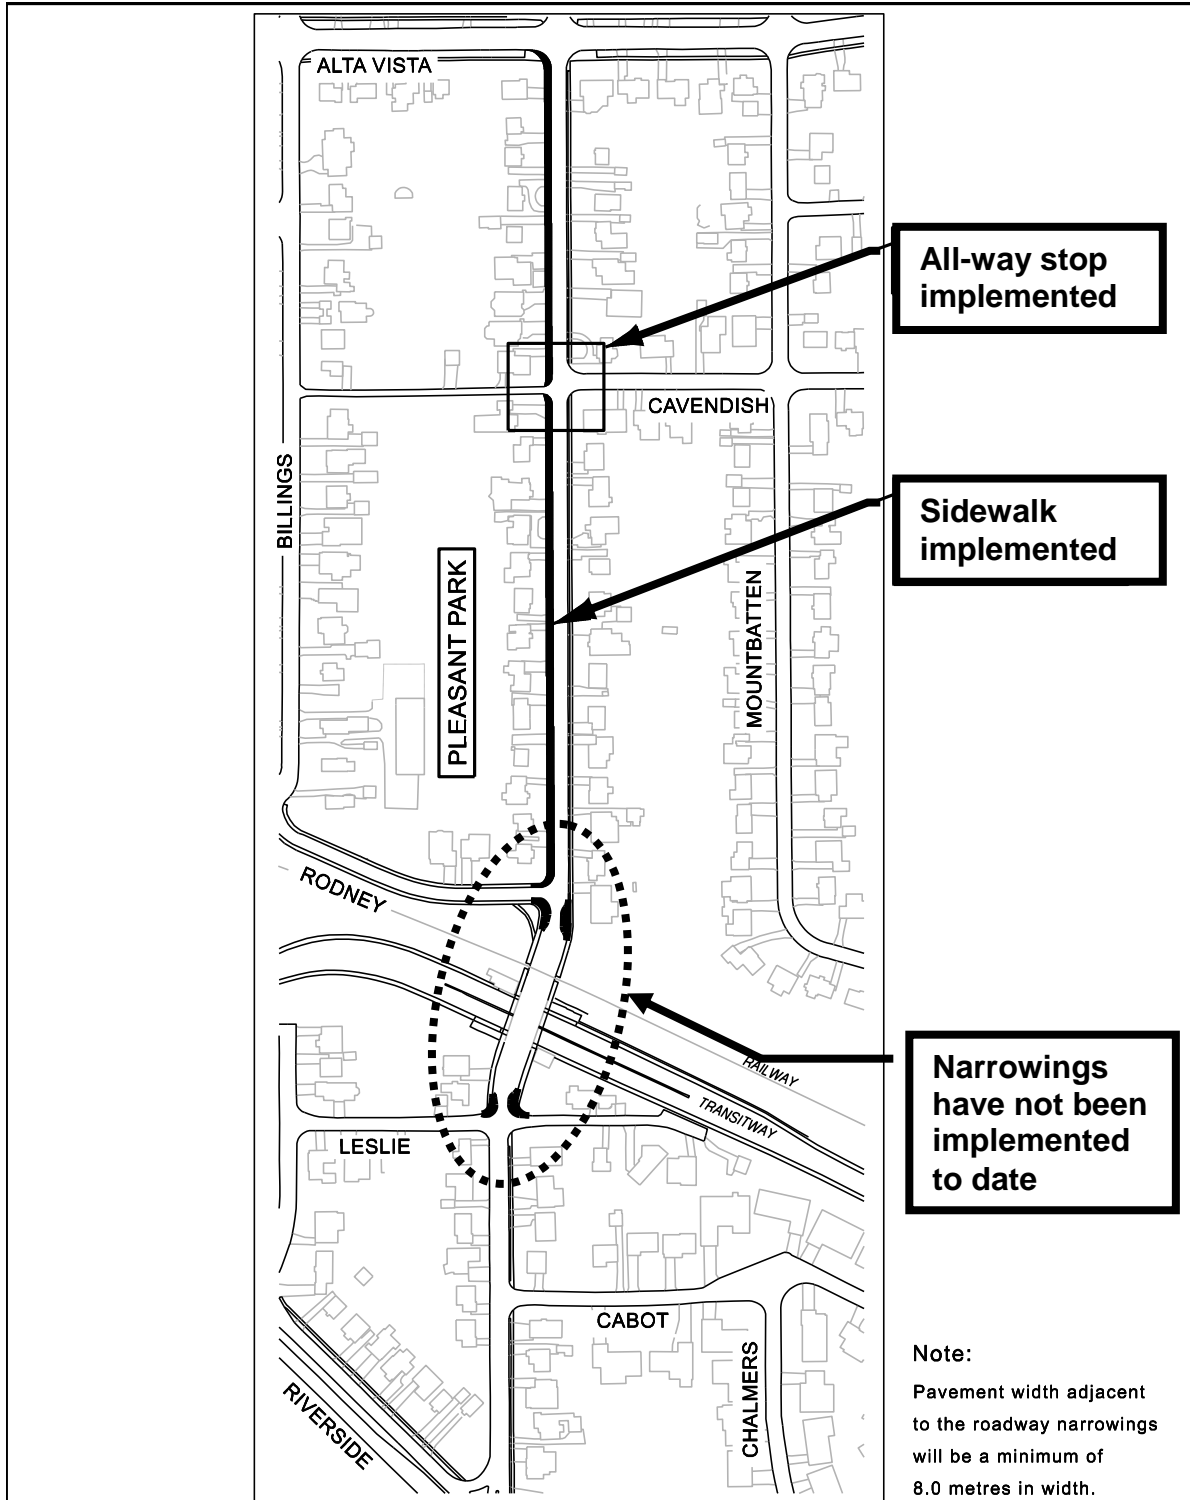 ALTA VISTA
All-way stop
implemented
CAVENDISH
BILLINGS
Sidewalk
implemented
PLEASANT PARK
MOUNTBATTEN
RODNEY
RAILWAY
TRANSITWAY
Narrowings
have not been
implemented
to date
LESLIE
CABOT
CHALMERS
RIVERSIDE
Note:
Pavement width adjacent
to the roadway narrowings
will be a minimum of
8.0 metres in width.